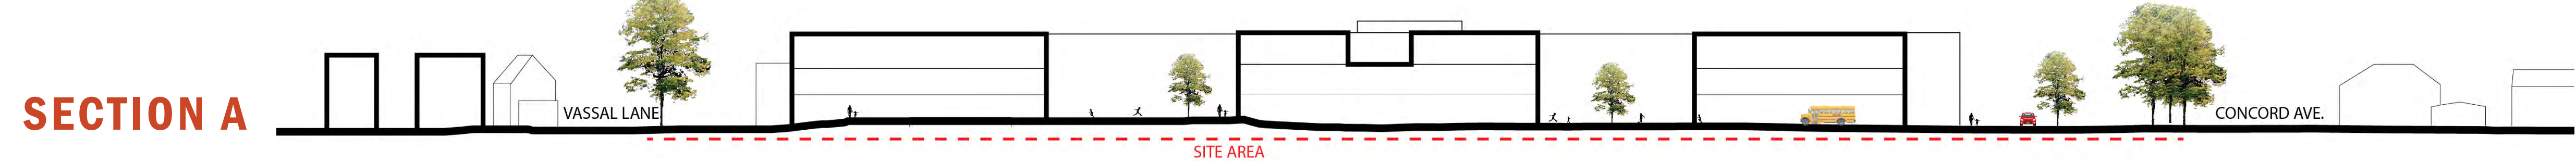 SECTION A
VASSAL LANE
CONCORD AVE.
SITE AREA